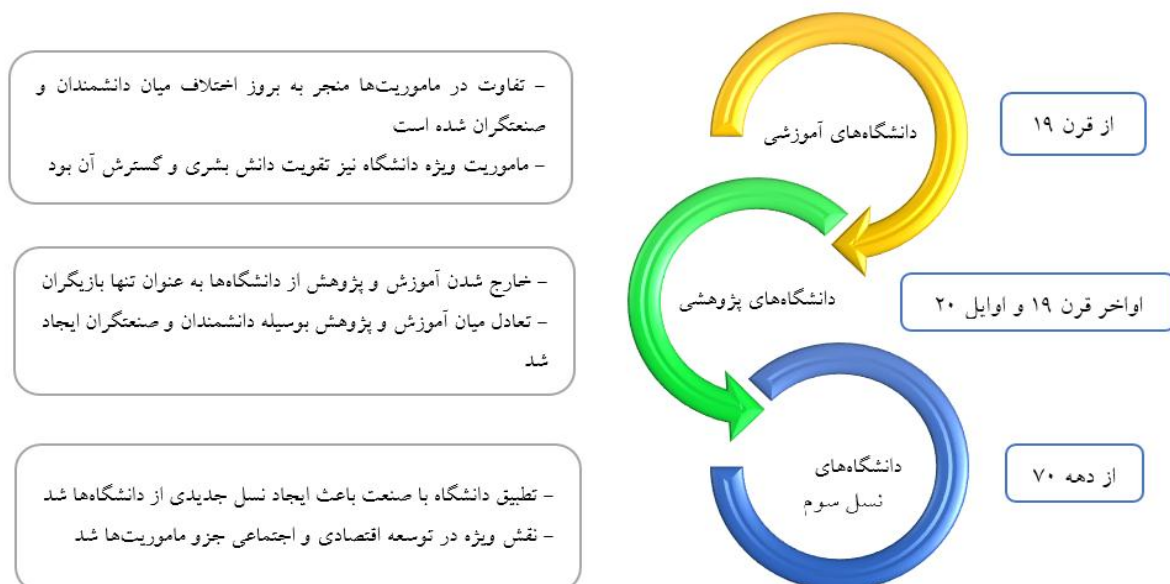 از قرن ۱۹
دانشگاه‌های آموزشی
- تفاوت در ماموریت‌ها منجر به بروز اختلاف میان دانشمندان و
صنعتگران شده است
- ماموریت ویژه دانشگاه نیز تقویت دانش بشری و گسترش آن بود
اواخر قرن ۱۹ و اوایل ۲۰
دانشگاه‌های پژوهشی
- خارج شدن آموزش و پژوهش از دانشگاه‌ها به عنوان تنها بازیگران
- تعادل میان آموزش و پژوهش بوسیله دانشمندان و صنعتگران ایجاد
شد
از دهه ۷۰
دانشگاه‌های
نسل سوم
- تطبیق دانشگاه با صنعت باعث ایجاد نسل جدیدی از دانشگاه‌ها شد
- نقش ویژه در توسعه اقتصادی و اجتماعی جزو ماموریت‌ها شد